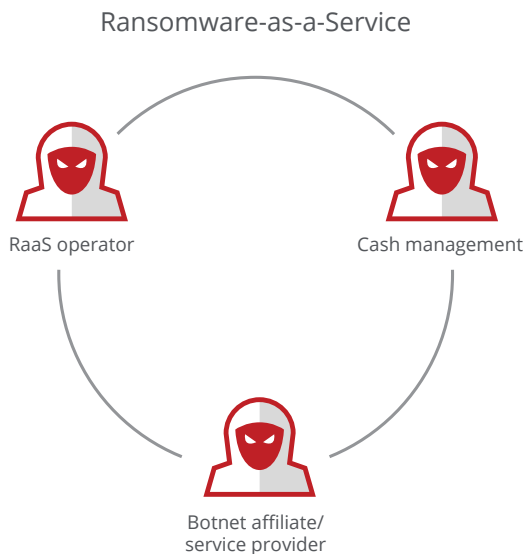 Ransomware-as-a-Service
RaaS operator
Cash management
Botnet affiliate/
service provider